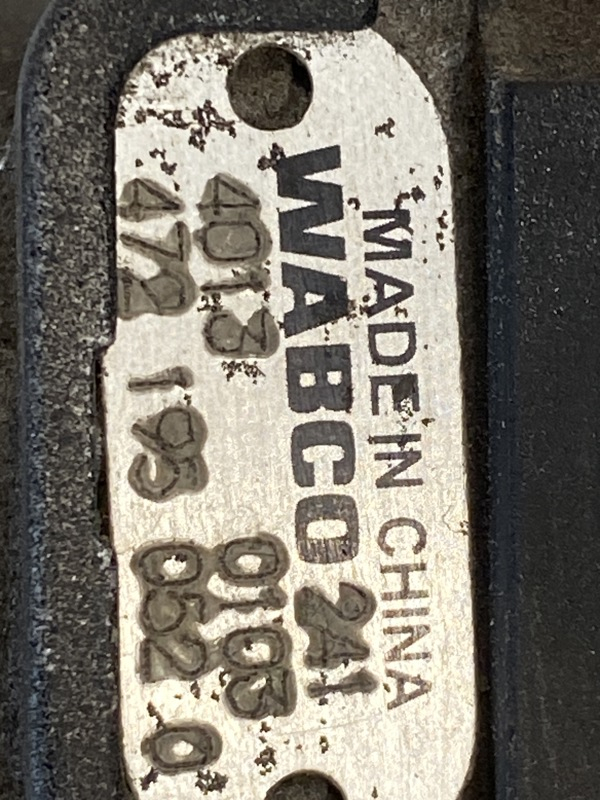 MADE IN CHINA
WABCO 241
4013 0103
472 195 052 0